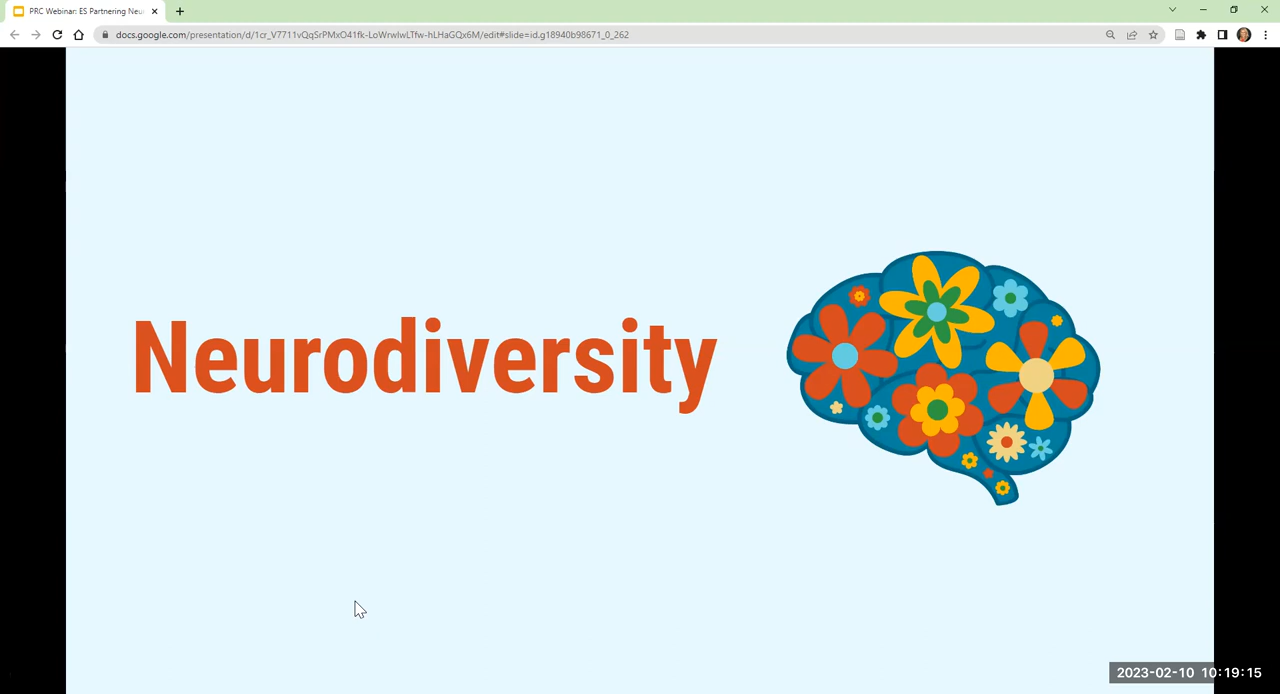 PRC Webinar: ES Partnering Neu
docs.google.com/presentation/d/1cr_V7711vQqSrPMxO41fk-LoWrwIwLTfw-hLHaGQx6M/edit#slide=id.g18940b98671_0_262
Neurodiversity
2023-02-10 10:19:15